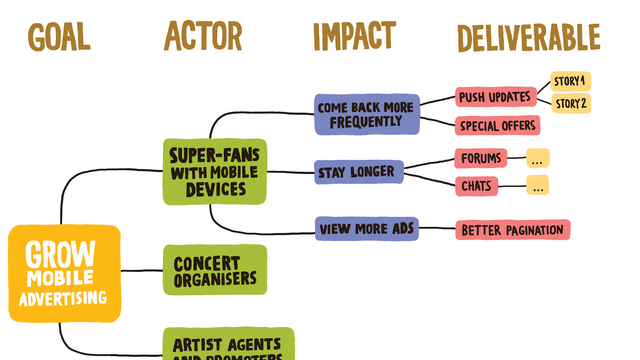 GOAL
ACTOR
IMPACT
DELIVERABLE
GROW
MOBILE
ADVERTISING
SUPER-FANS
WITH MOBILE
DEVICES
CONCERT
ORGANISERS
ARTIST AGENTS
AND PROMOTERS
COME BACK MORE
FREQUENTLY
STAY LONGER
VIEW MORE ADS
PUSH UPDATES
SPECIAL OFFERS
FORUMS
CHATS
BETTER PAGINATION
STORY 1
STORY 2
...
...